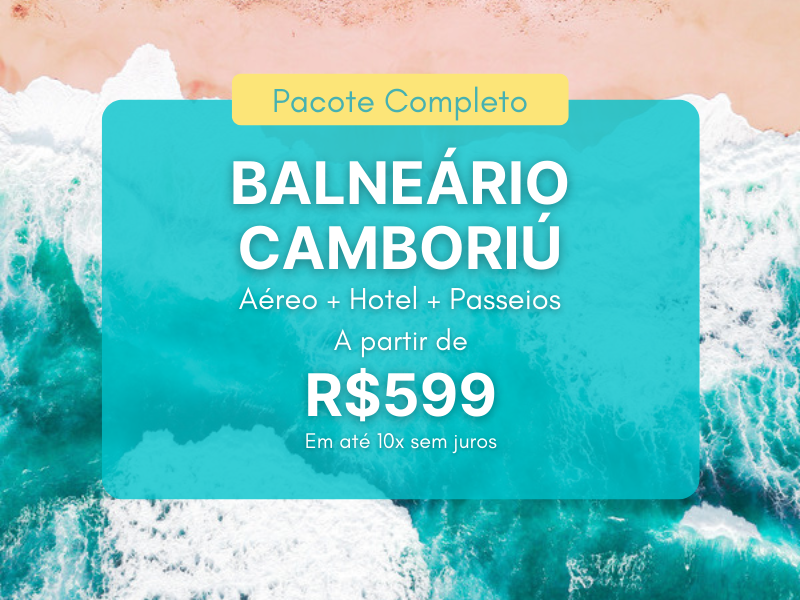 Pacote Completo
BALNEÁRIO
CAMBORIÚ
Aéreo + Hotel + Passeios
A partir de
R$599
Em até 10x sem juros